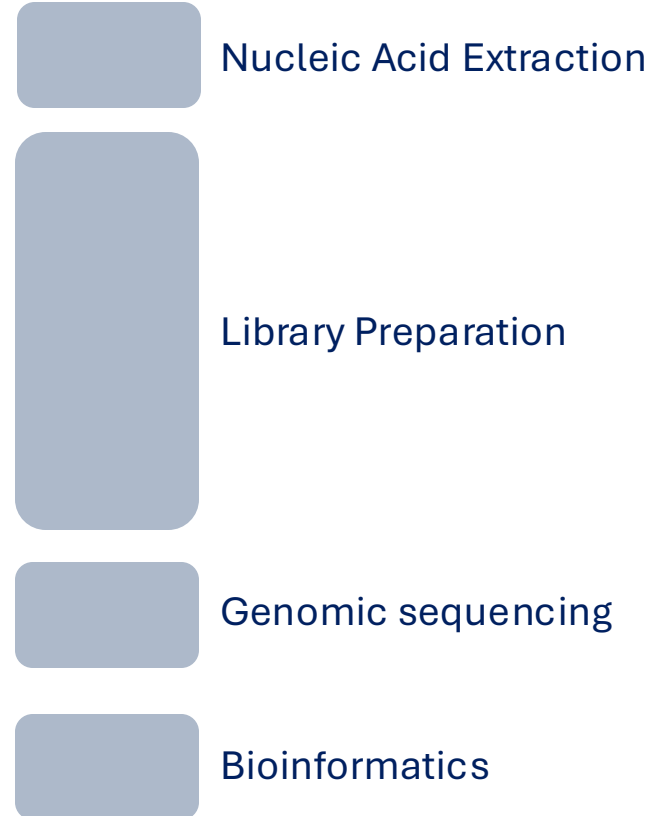 Nucleic Acid Extraction
Library Preparation
Genomic sequencing
Bioinformatics